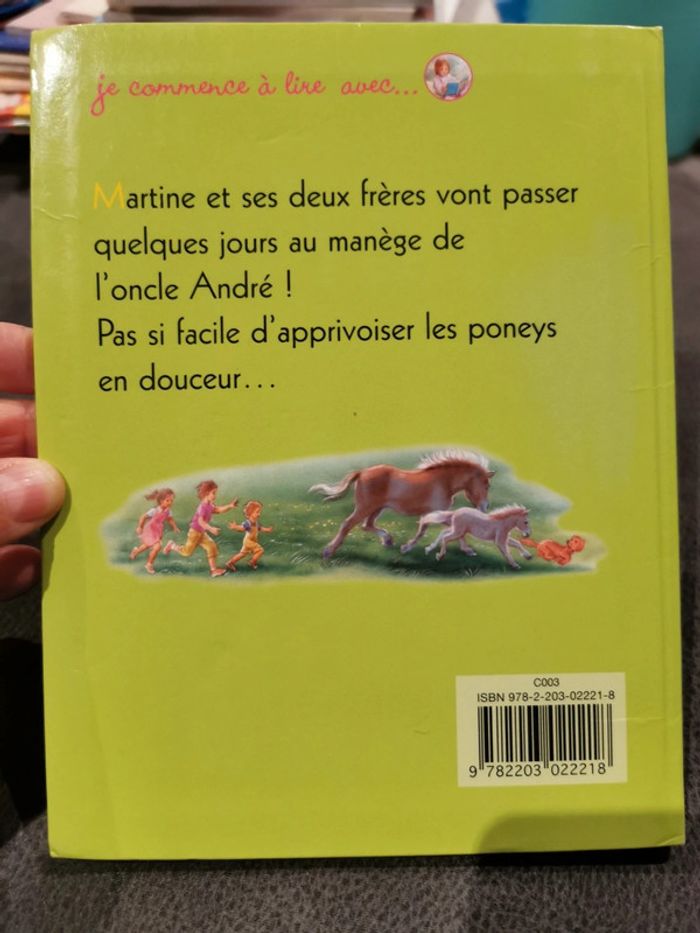 je commence à lire avec...
Martine et ses deux frères vont passer
quelques jours au manège de
l'oncle André !
Pas si facile d'apprivoiser les poneys
en douceur...
C003
ISBN 978-2-203-02221-8
9 782203 022218